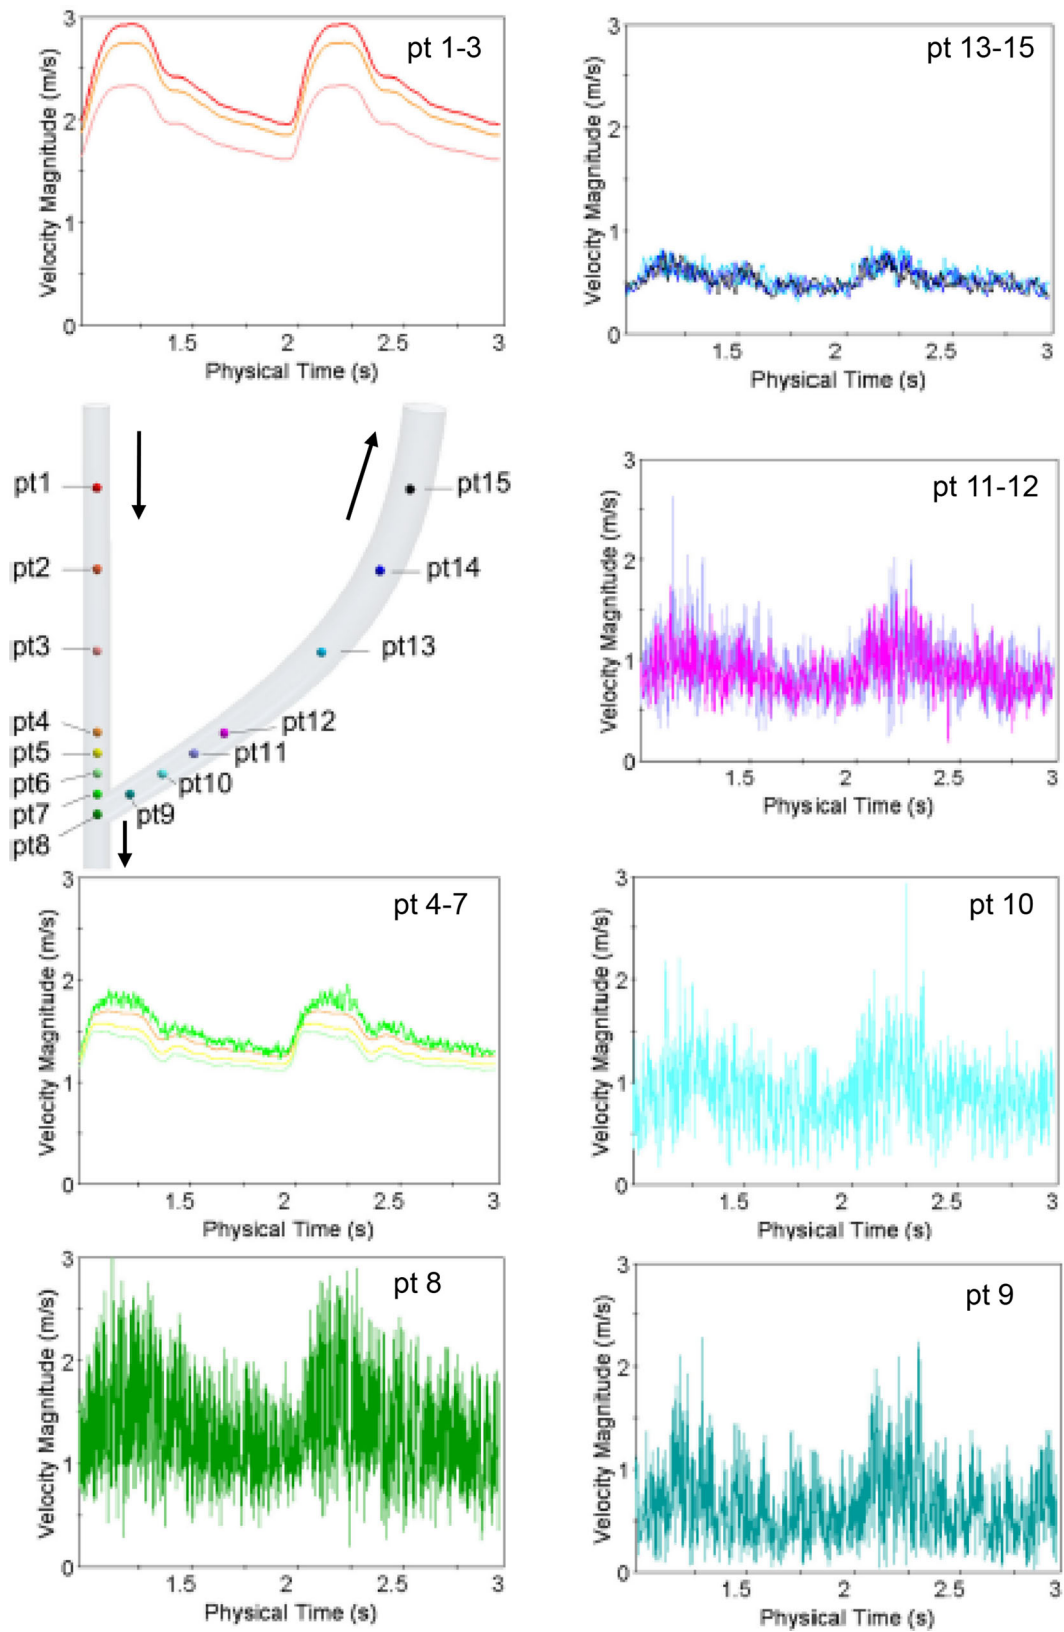 pt 1-3
Velocity Magnitude (m/s)
3
2
1
0
1.5
2
2.5
3
Physical Time (s)
pt 13-15
Velocity Magnitude (m/s)
3
2
1
0
1.5
2
2.5
3
Physical Time (s)
pt1
pt2
pt3
pt4
pt5
pt6
pt7
pt8
pt9
pt10
pt11
pt12
pt13
pt14
pt15
pt 11-12
Velocity Magnitude (m/s)
3
2
1
0
1.5
2
2.5
3
Physical Time (s)
pt 4-7
Velocity Magnitude (m/s)
3
2
1
0
1.5
2
2.5
3
Physical Time (s)
pt 10
Velocity Magnitude (m/s)
3
2
1
0
1.5
2
2.5
3
Physical Time (s)
pt 8
Velocity Magnitude (m/s)
3
2
1
0
1.5
2
2.5
3
Physical Time (s)
pt 9
Velocity Magnitude (m/s)
3
2
1
0
1.5
2
2.5
3
Physical Time (s)